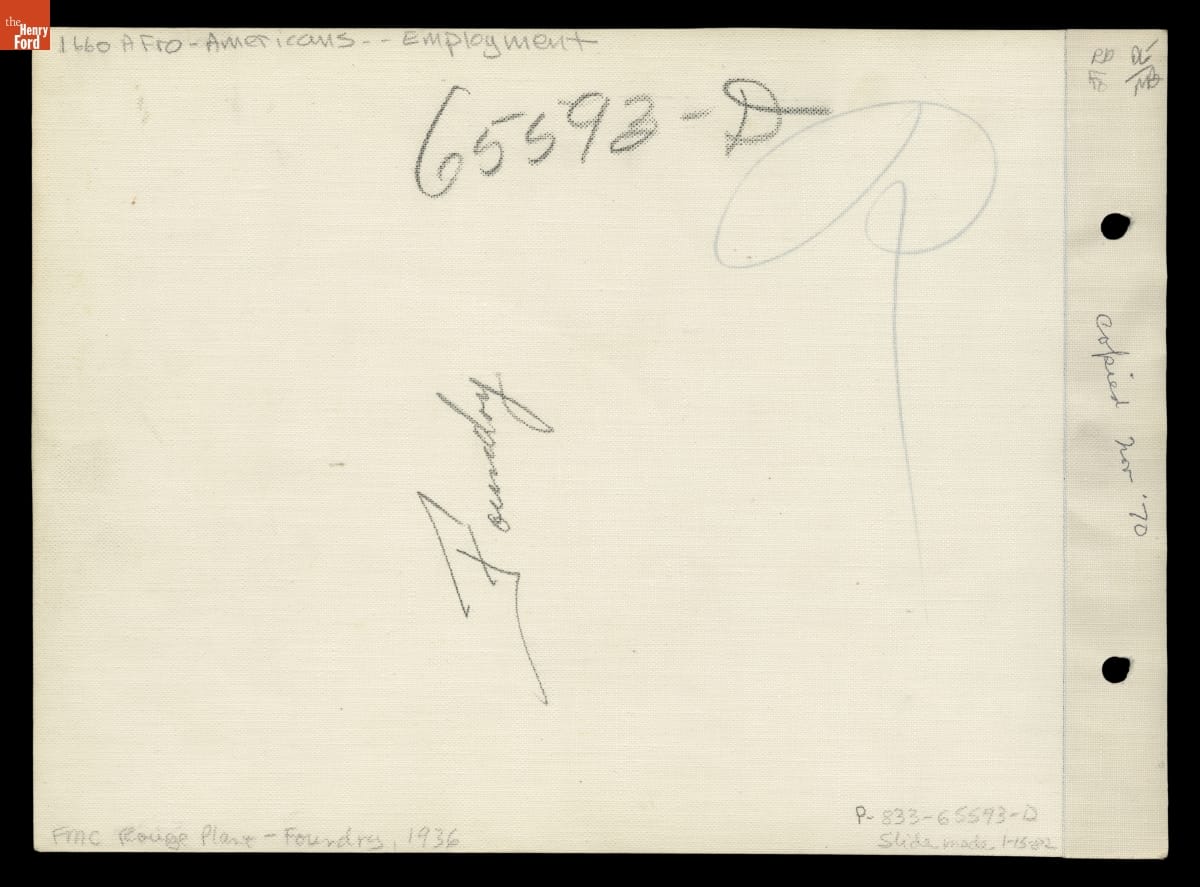 the
Henry
Ford
1660 Afro-Americans -- Employment
65593-D
Foundry
copied Nov '70
FMC Rouge Plant - Foundry, 1936
P-833-65593-D
Slide made 1-15-82